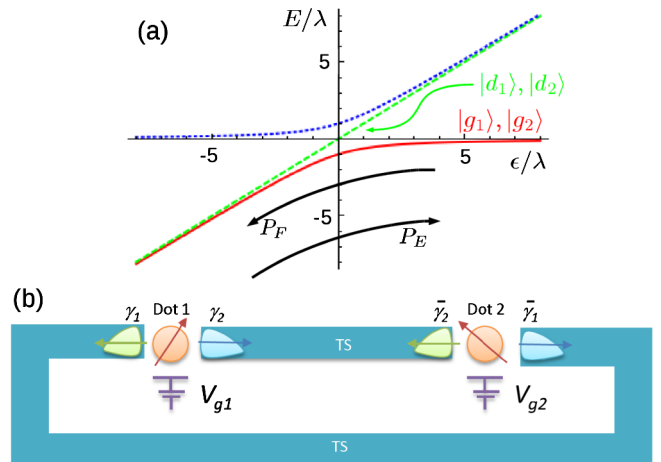 (a)
E/λ
5
|d₁⟩, |d₂⟩
|g₁⟩, |g₂⟩
-5
5
ϵ/λ
-5
P_F
P_E
(b)
γ₁ Dot 1 γ₂
γ̄₂ Dot 2 γ̄₁
TS
V_g1
V_g2
TS